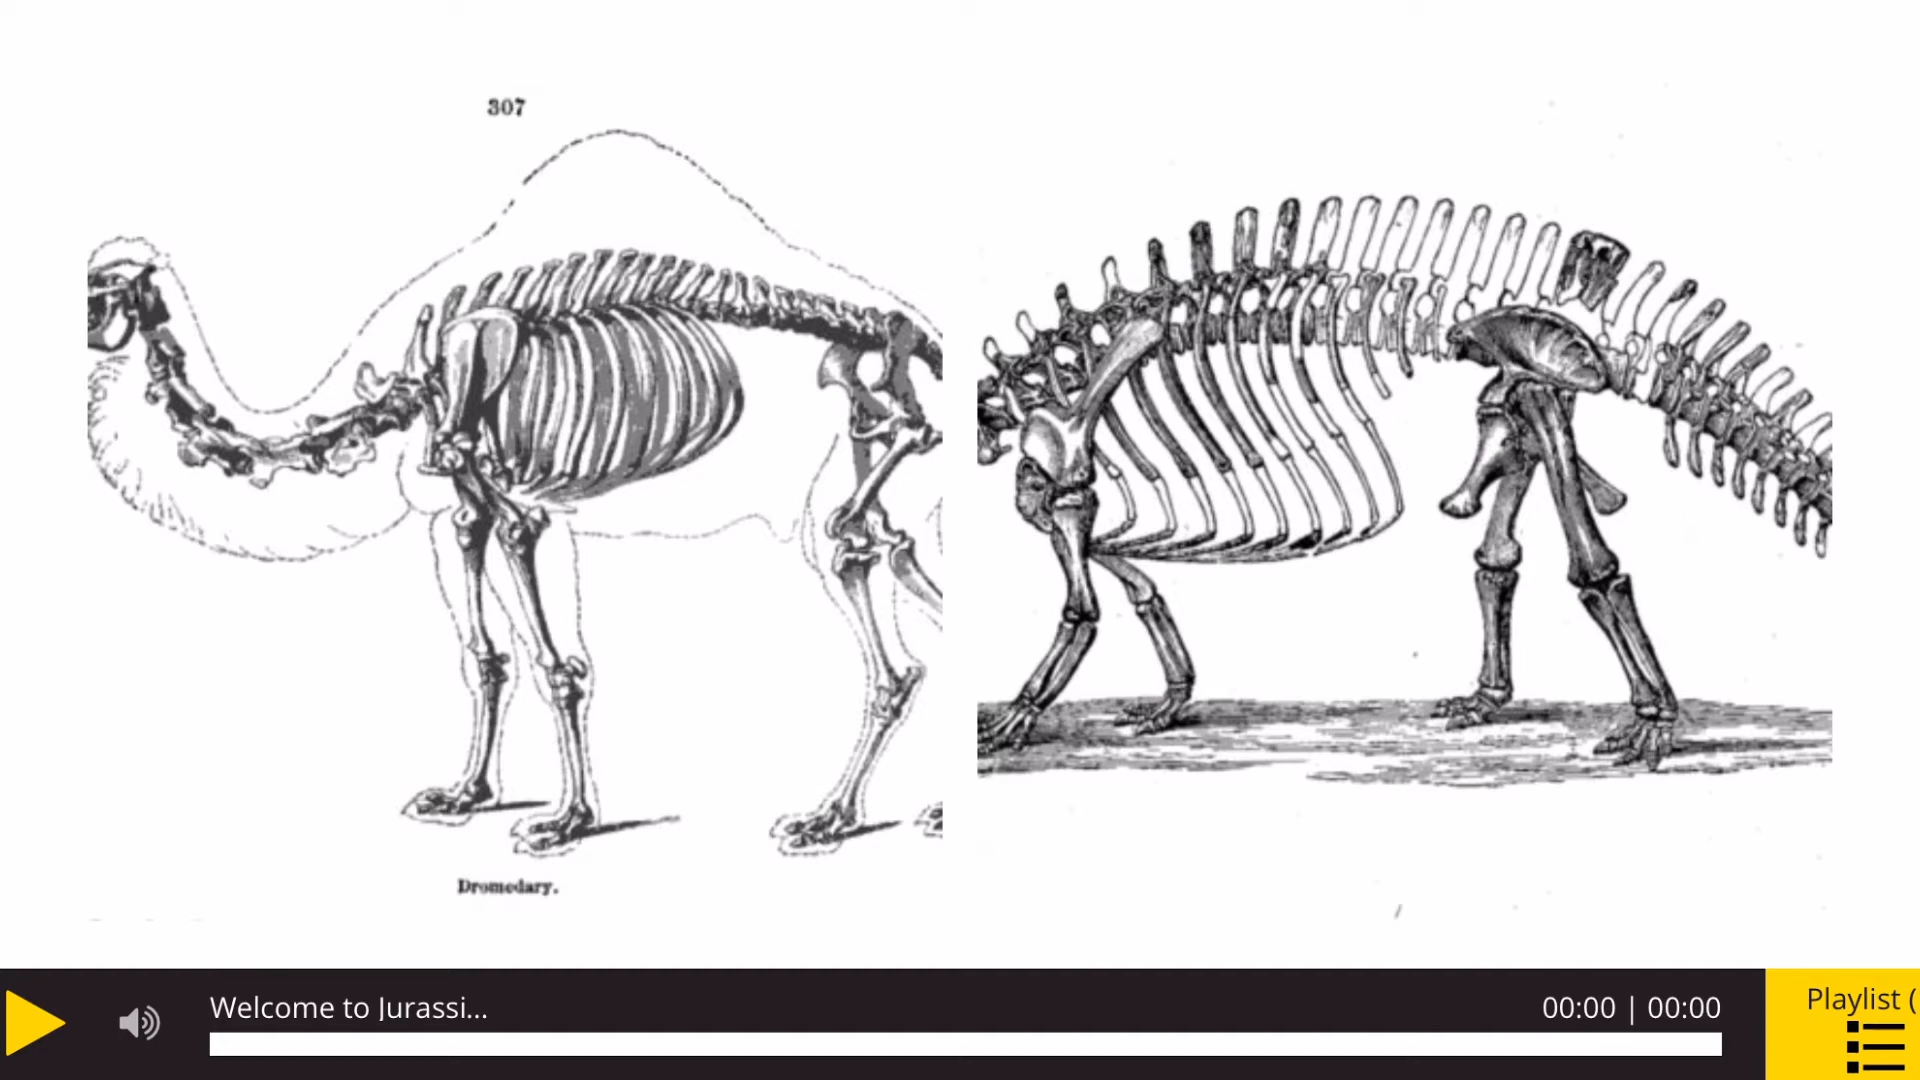 307
Dromedary.
Welcome to Jurassi...
00:00 | 00:00
Playlist (